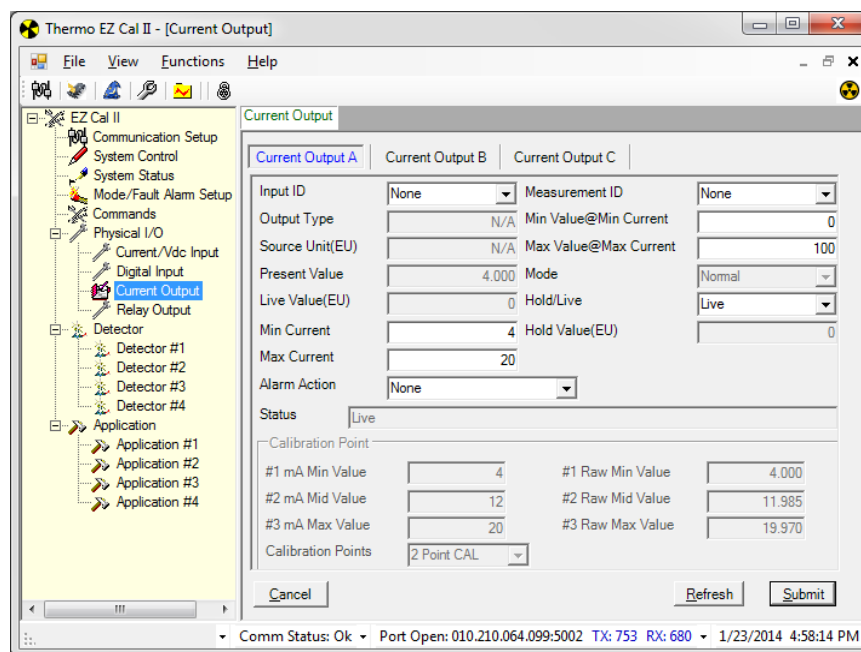 Thermo EZ Cal II - [Current Output]
File View Functions Help
EZ Cal II
Communication Setup
System Control
System Status
Mode/Fault Alarm Setup
Commands
Physical I/O
Current/Vdc Input
Digital Input
Current Output
Relay Output
Detector
Detector #1
Detector #2
Detector #3
Detector #4
Application
Application #1
Application #2
Application #3
Application #4
Current Output
Current Output A Current Output B Current Output C
Input ID None Measurement ID None
Output Type N/A Min Value@Min Current 0
Source Unit(EU) N/A Max Value@Max Current 100
Present Value 4.000 Mode Normal
Live Value(EU) 0 Hold/Live Live
Min Current 4 Hold Value(EU) 0
Max Current 20
Alarm Action None
Status Live
Calibration Point
#1 mA Min Value 4 #1 Raw Min Value 4.000
#2 mA Mid Value 12 #2 Raw Mid Value 11.985
#3 mA Max Value 20 #3 Raw Max Value 19.970
Calibration Points 2 Point CAL
Cancel Refresh Submit
Comm Status: Ok Port Open: 010.210.064.099:5002 TX: 753 RX: 680 1/23/2014 4:58:14 PM